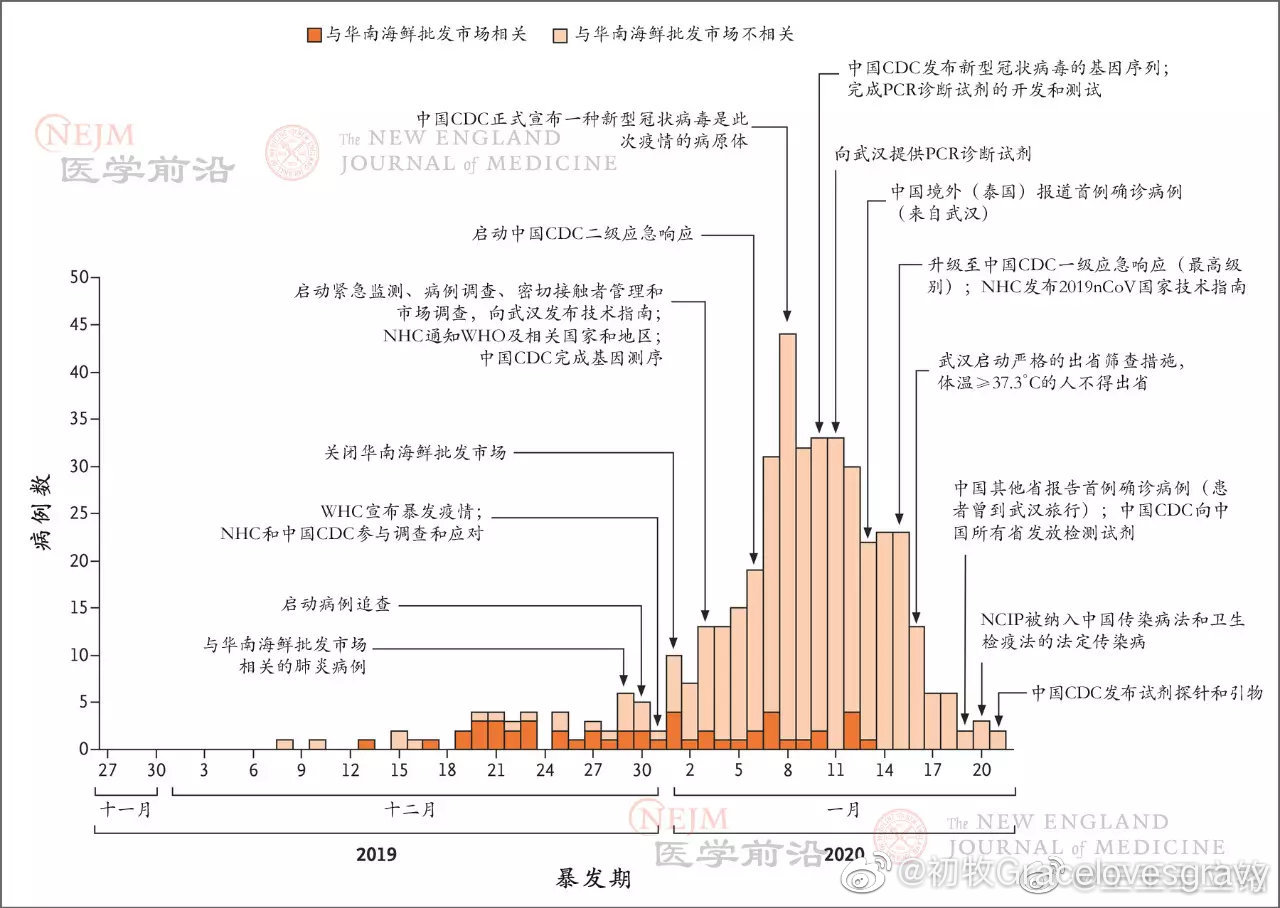 与华南海鲜批发市场相关
与华南海鲜批发市场不相关
NEJM
医学前沿
The NEW ENGLAND
JOURNAL of MEDICINE
中国CDC发布新型冠状病毒的基因序列；
完成PCR诊断试剂的开发和测试
中国CDC正式宣布一种新型冠状病毒是此
次疫情的病原体
向武汉提供PCR诊断试剂
中国境外（泰国）报道首例确诊病例
（来自武汉）
启动中国CDC二级应急响应
升级至中国CDC一级应急响应（最高级
别）；NHC发布2019nCoV国家技术指南
启动紧急监测、病例调查、密切接触者管理和
市场调查，向武汉发布技术指南；
NHC通知WHO及相关国家和地区；
中国CDC完成基因测序
武汉启动严格的出省筛查措施，
体温≥37.3°C的人不得出省
关闭华南海鲜批发市场
WHC宣布暴发疫情；
NHC和中国CDC参与调查和应对
中国其他省报告首例确诊病例（患
者曾到武汉旅行）；中国CDC向中
国所有省发放检测试剂
启动病例追查
NCIP被纳入中国传染病法和卫生
检疫法的法定传染病
与华南海鲜批发市场
相关的肺炎病例
中国CDC发布试剂探针和引物
病例数
50
45
40
35
30
25
20
15
10
5
0
27 30 3 6 9 12 15 18 21 24 27 30 2 5 8 11 14 17 20
十一月 十二月 一月
2019 2020
暴发期
NEJM
医学前沿
The NEW ENGLAND
JOURNAL of MEDICINE
@初牧Gracelovesgravy